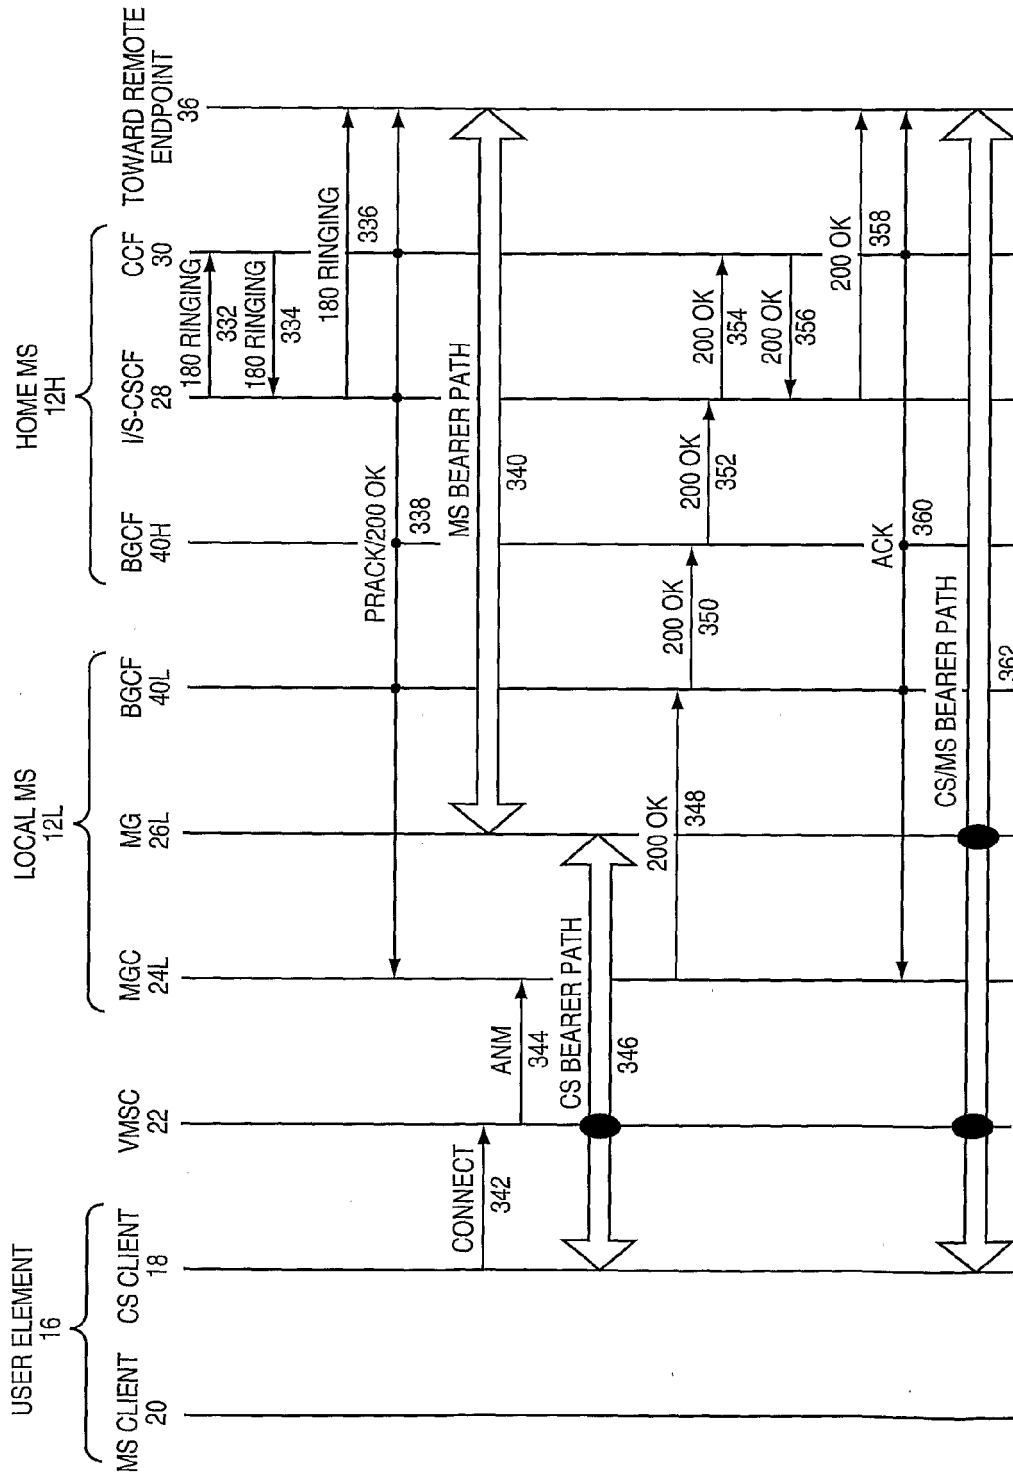 USER ELEMENT
16
LOCAL MS
12L
HOME MS
12H
MS CLIENT
20
CS CLIENT
18
VMSC
22
MGC
24L
MG
26L
BGCF
40L
BGCF
40H
I/S-CSCF
28
CCF
30
TOWARD REMOTE
ENDPOINT
36
180 RINGING
332
180 RINGING
334
180 RINGING
336
PRACK/200 OK
338
MS BEARER PATH
340
CONNECT
342
ANM
344
CS BEARER PATH
346
200 OK
348
200 OK
350
200 OK
352
200 OK
354
200 OK
356
200 OK
358
ACK
360
CS/MS BEARER PATH
362